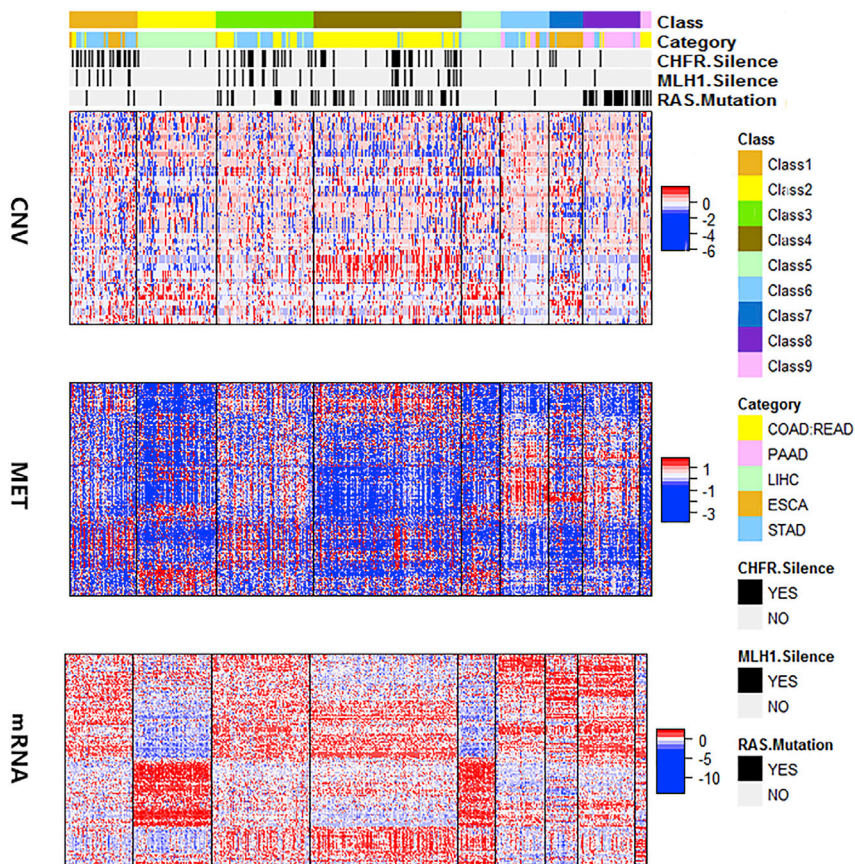 Class
Category
CHFR.Silence
MLH1.Silence
RAS.Mutation
CNV
0
-2
-4
-6
Class
Class1
Class2
Class3
Class4
Class5
Class6
Class7
Class8
Class9
MET
1
-1
-3
Category
COAD:READ
PAAD
LIHC
ESCA
STAD
CHFR.Silence
YES
NO
MLH1.Silence
YES
NO
mRNA
0
-5
-10
RAS.Mutation
YES
NO